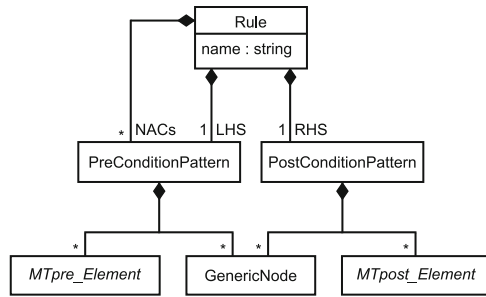 Rule
name : string
* NACs 1 LHS 1 RHS
PreConditionPattern PostConditionPattern
* * * *
MTpre_Element GenericNode MTpost_Element